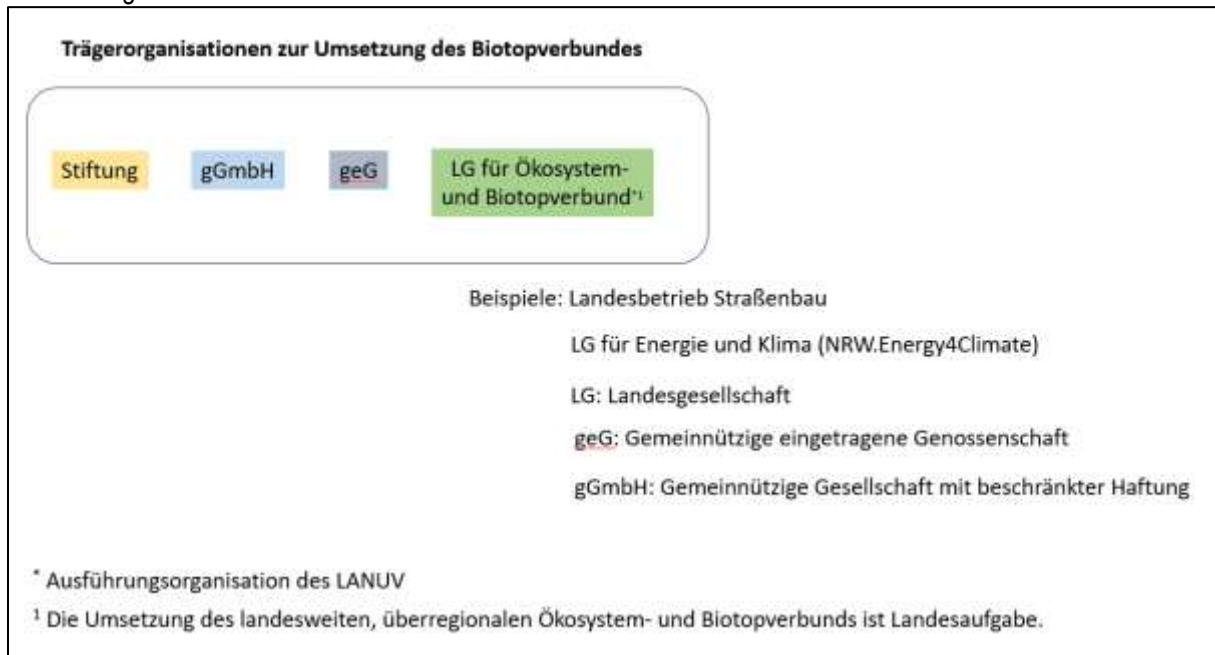 Trägerorganisationen zur Umsetzung des Biotopverbundes
Stiftung
gGmbH
geG
LG für Ökosystem-
und Biotopverbund*1
Beispiele: Landesbetrieb Straßenbau
LG für Energie und Klima (NRW.Energy4Climate)
LG: Landesgesellschaft
geG: Gemeinnützige eingetragene Genossenschaft
gGmbH: Gemeinnützige Gesellschaft mit beschränkter Haftung
* Ausführungsorganisation des LANUV
1 Die Umsetzung des landesweiten, überregionalen Ökosystem- und Biotopverbunds ist Landesaufgabe.